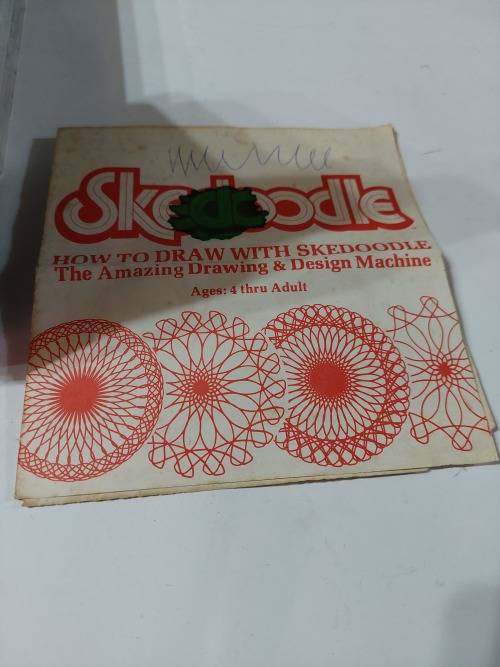 Skedoodle
HOW TO DRAW WITH SKEDOODLE
The Amazing Drawing & Design Machine
Ages: 4 thru Adult